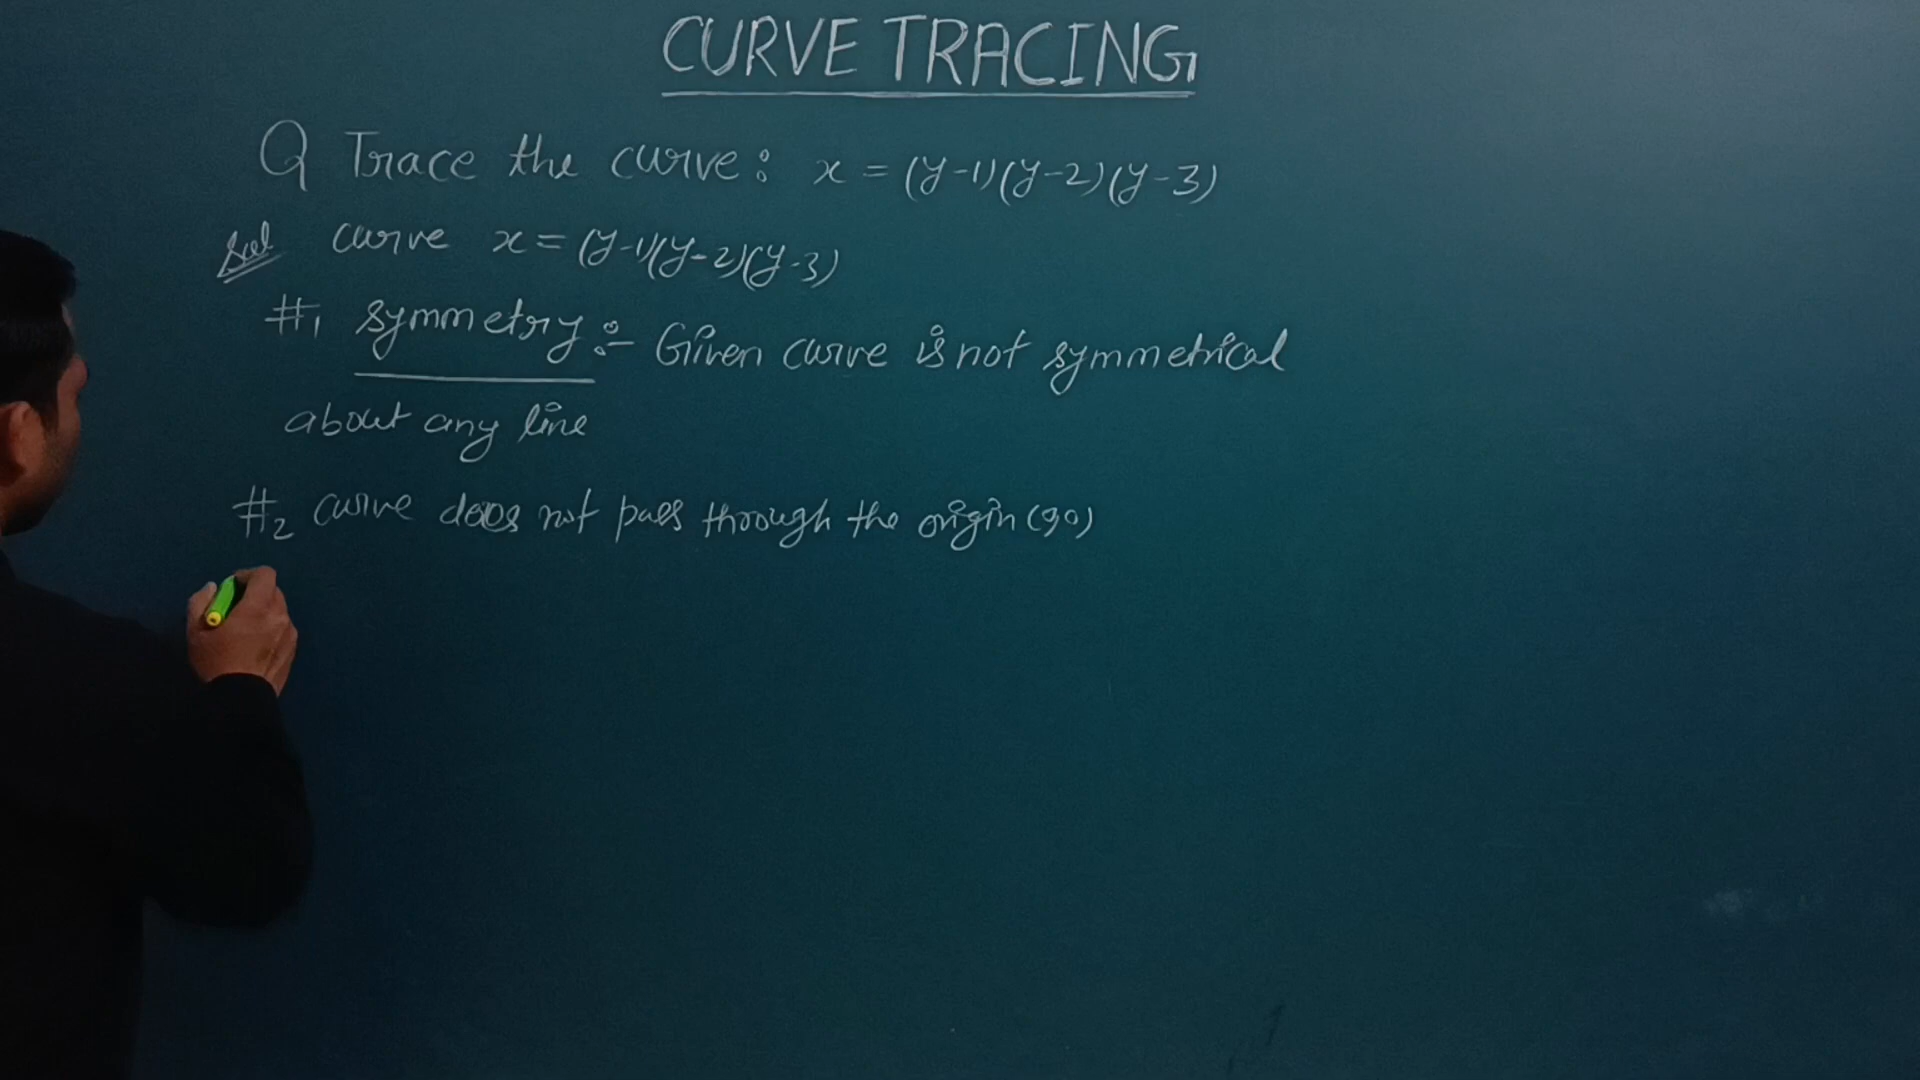 CURVE TRACING
Q Trace the curve: x = (y-1)(y-2)(y-3)
Sol curve x = (y-1)(y-2)(y-3)
#1 symmetry :- Given curve is not symmetrical
about any line
#2 curve does not pass through the origin (0,0)